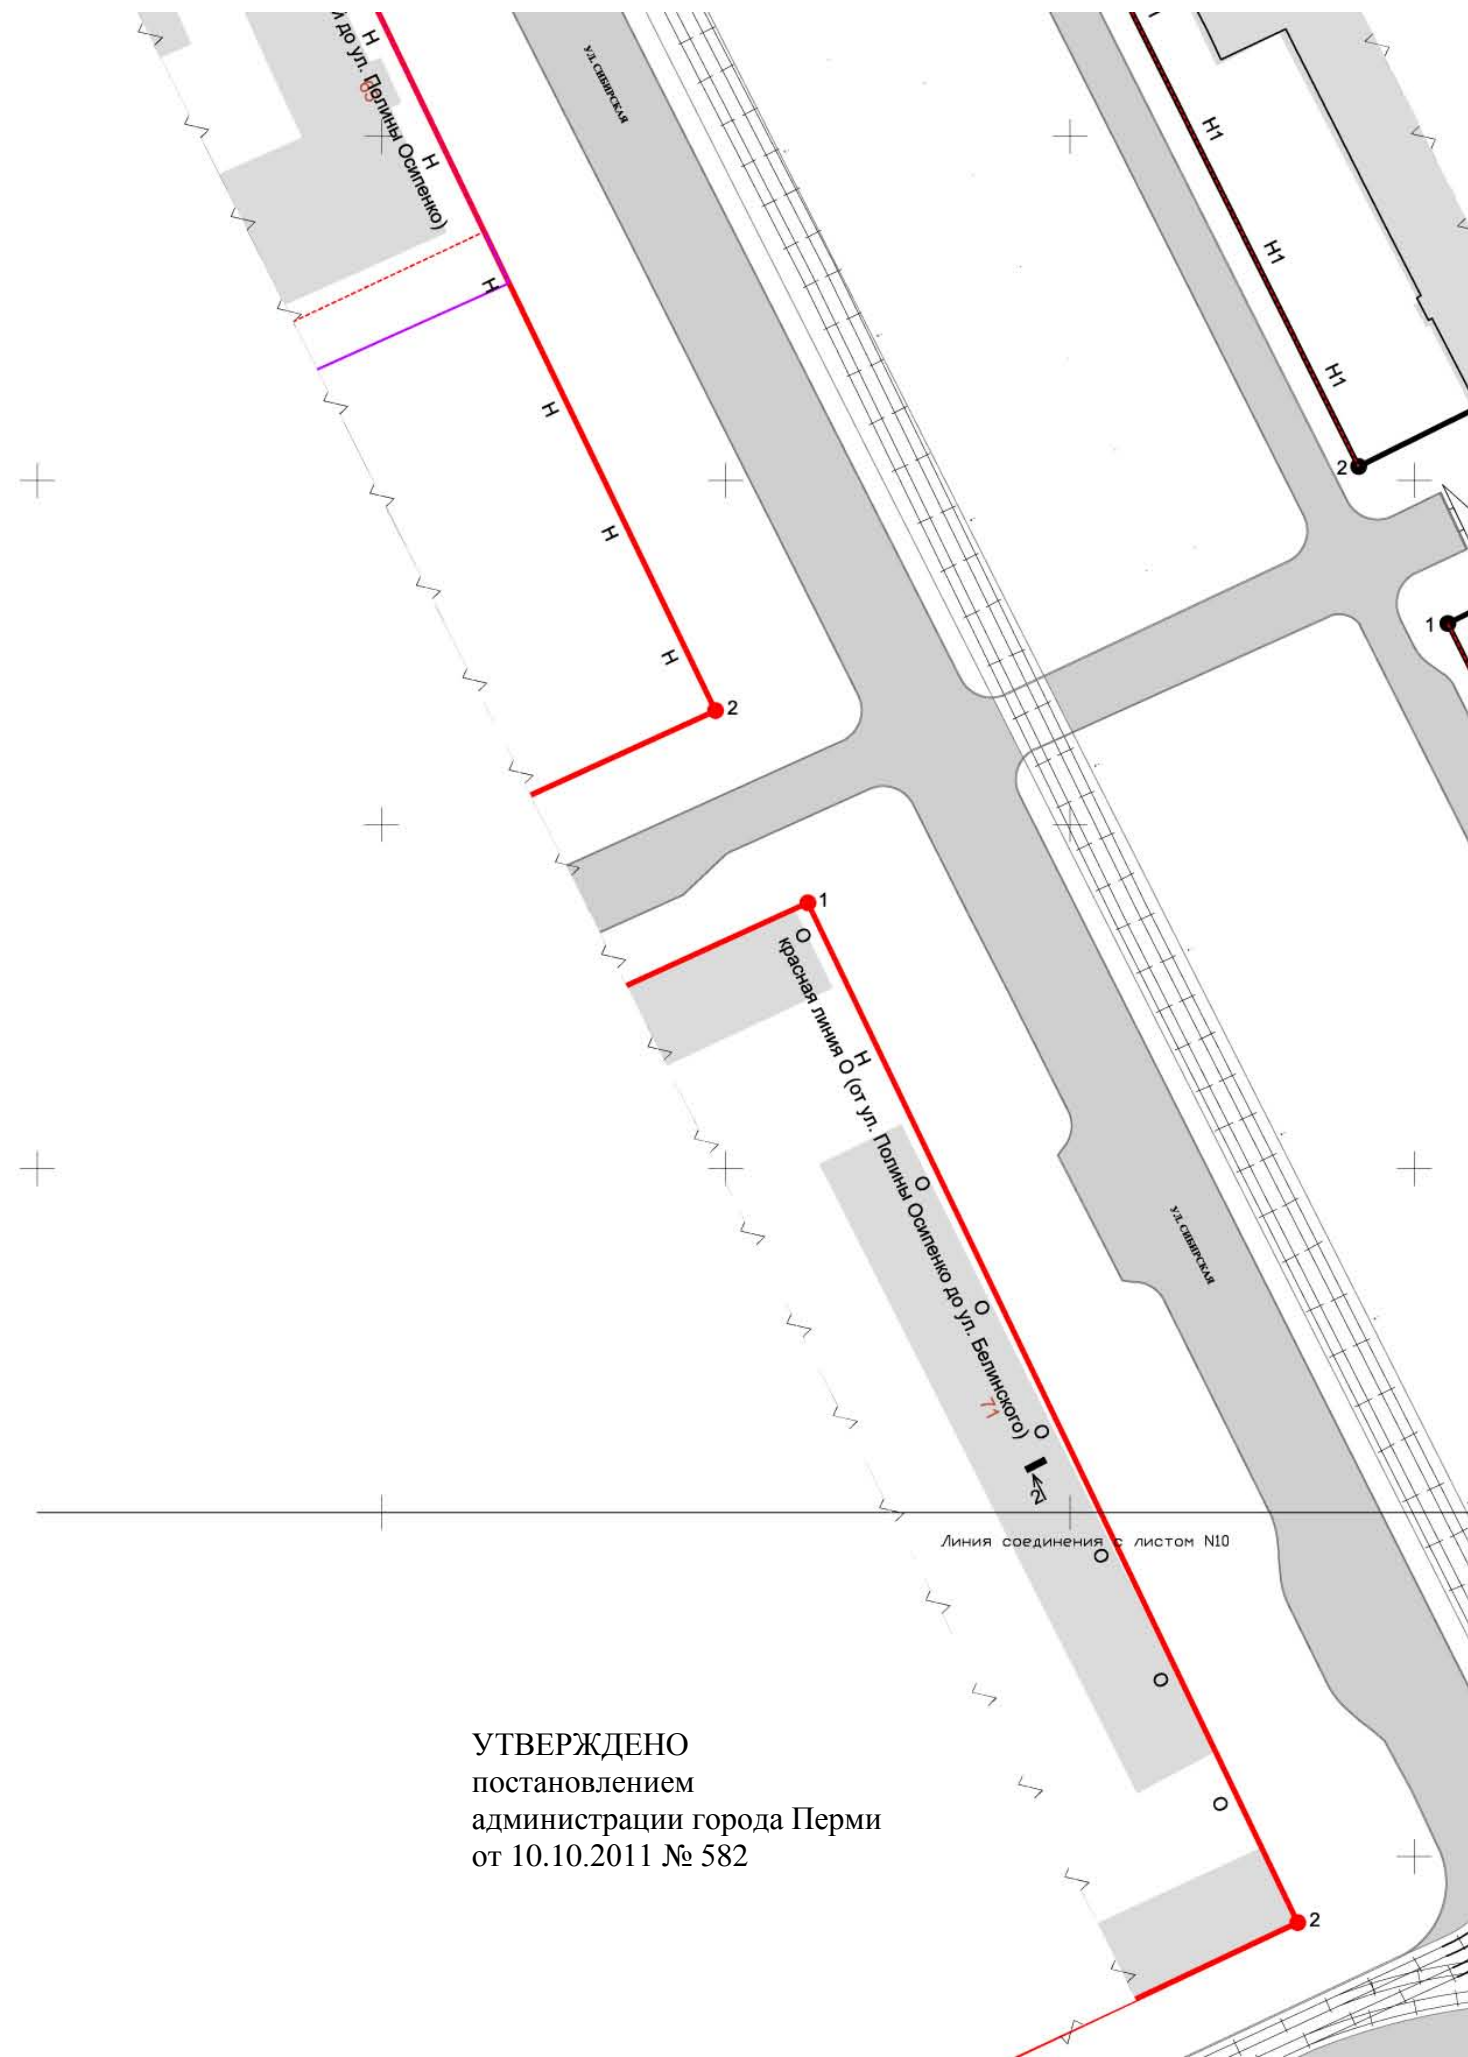 до ул. Полины Осипенко)
69
Н
Н
Н
Н
Н
Н
УЛ. СИБИРСКАЯ
Н1
Н1
Н1
2
1
2
1
О
красная линия О (от ул. Полины Осипенко до ул. Белинского)
Н
О
О
О
71
2
УЛ. СИБИРСКАЯ
Линия соединения с листом N10
О
О
О
2
УТВЕРЖДЕНО
постановлением
администрации города Перми
от 10.10.2011 № 582